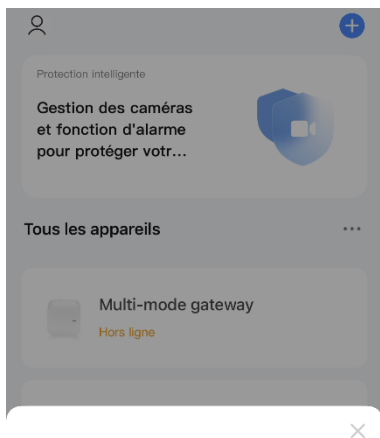 Protection intelligente
Gestion des caméras
et fonction d'alarme
pour protéger votr...
Tous les appareils
Multi-mode gateway
Hors ligne